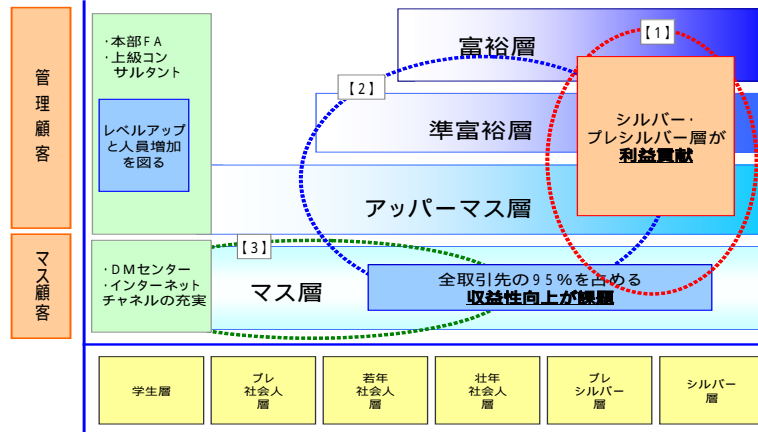 管理顧客
・本部FA
・上級コン
サルタント
レベルアップ
と人員増加
を図る
富裕層
【1】
【2】
準富裕層
シルバー・
プレシルバー層が
利益貢献
アッパーマス層
マス顧客
・DMセンター
・インターネット
チャネルの充実
【3】
マス層
全取引先の95%を占める
収益性向上が課題
学生層
プレ
社会人
層
若年
社会人
層
壮年
社会人
層
プレ
シルバー
層
シルバー
層